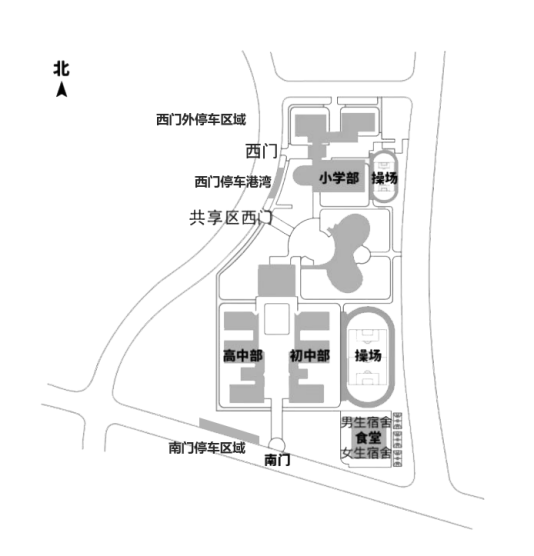 北
西门外停车区域
西门
西门停车港湾
小学部
操场
共享区西门
高中部
初中部
操场
男生宿舍
食堂
女生宿舍
南门停车区域
南门